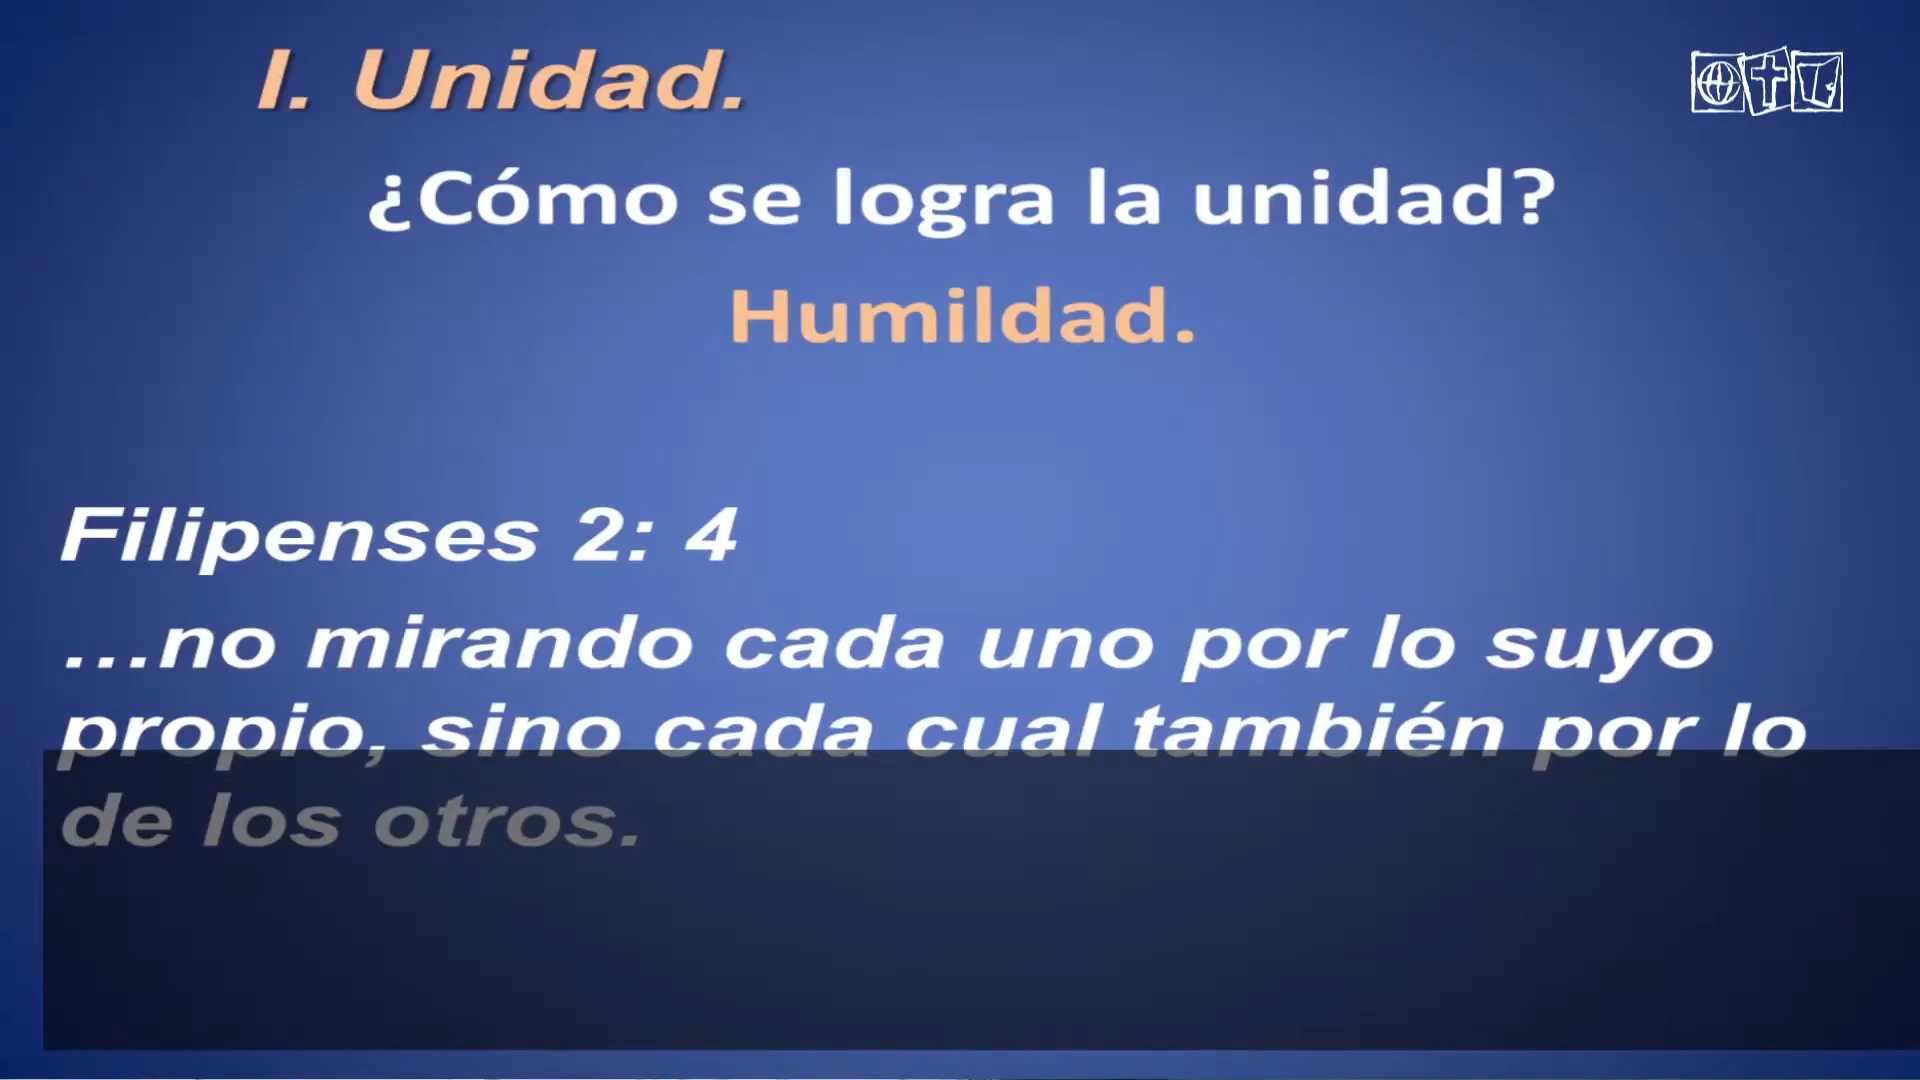 I. Unidad.
¿Cómo se logra la unidad?
Humildad.
Filipenses 2: 4
...no mirando cada uno por lo suyo
propio, sino cada cual también por lo
de los otros.